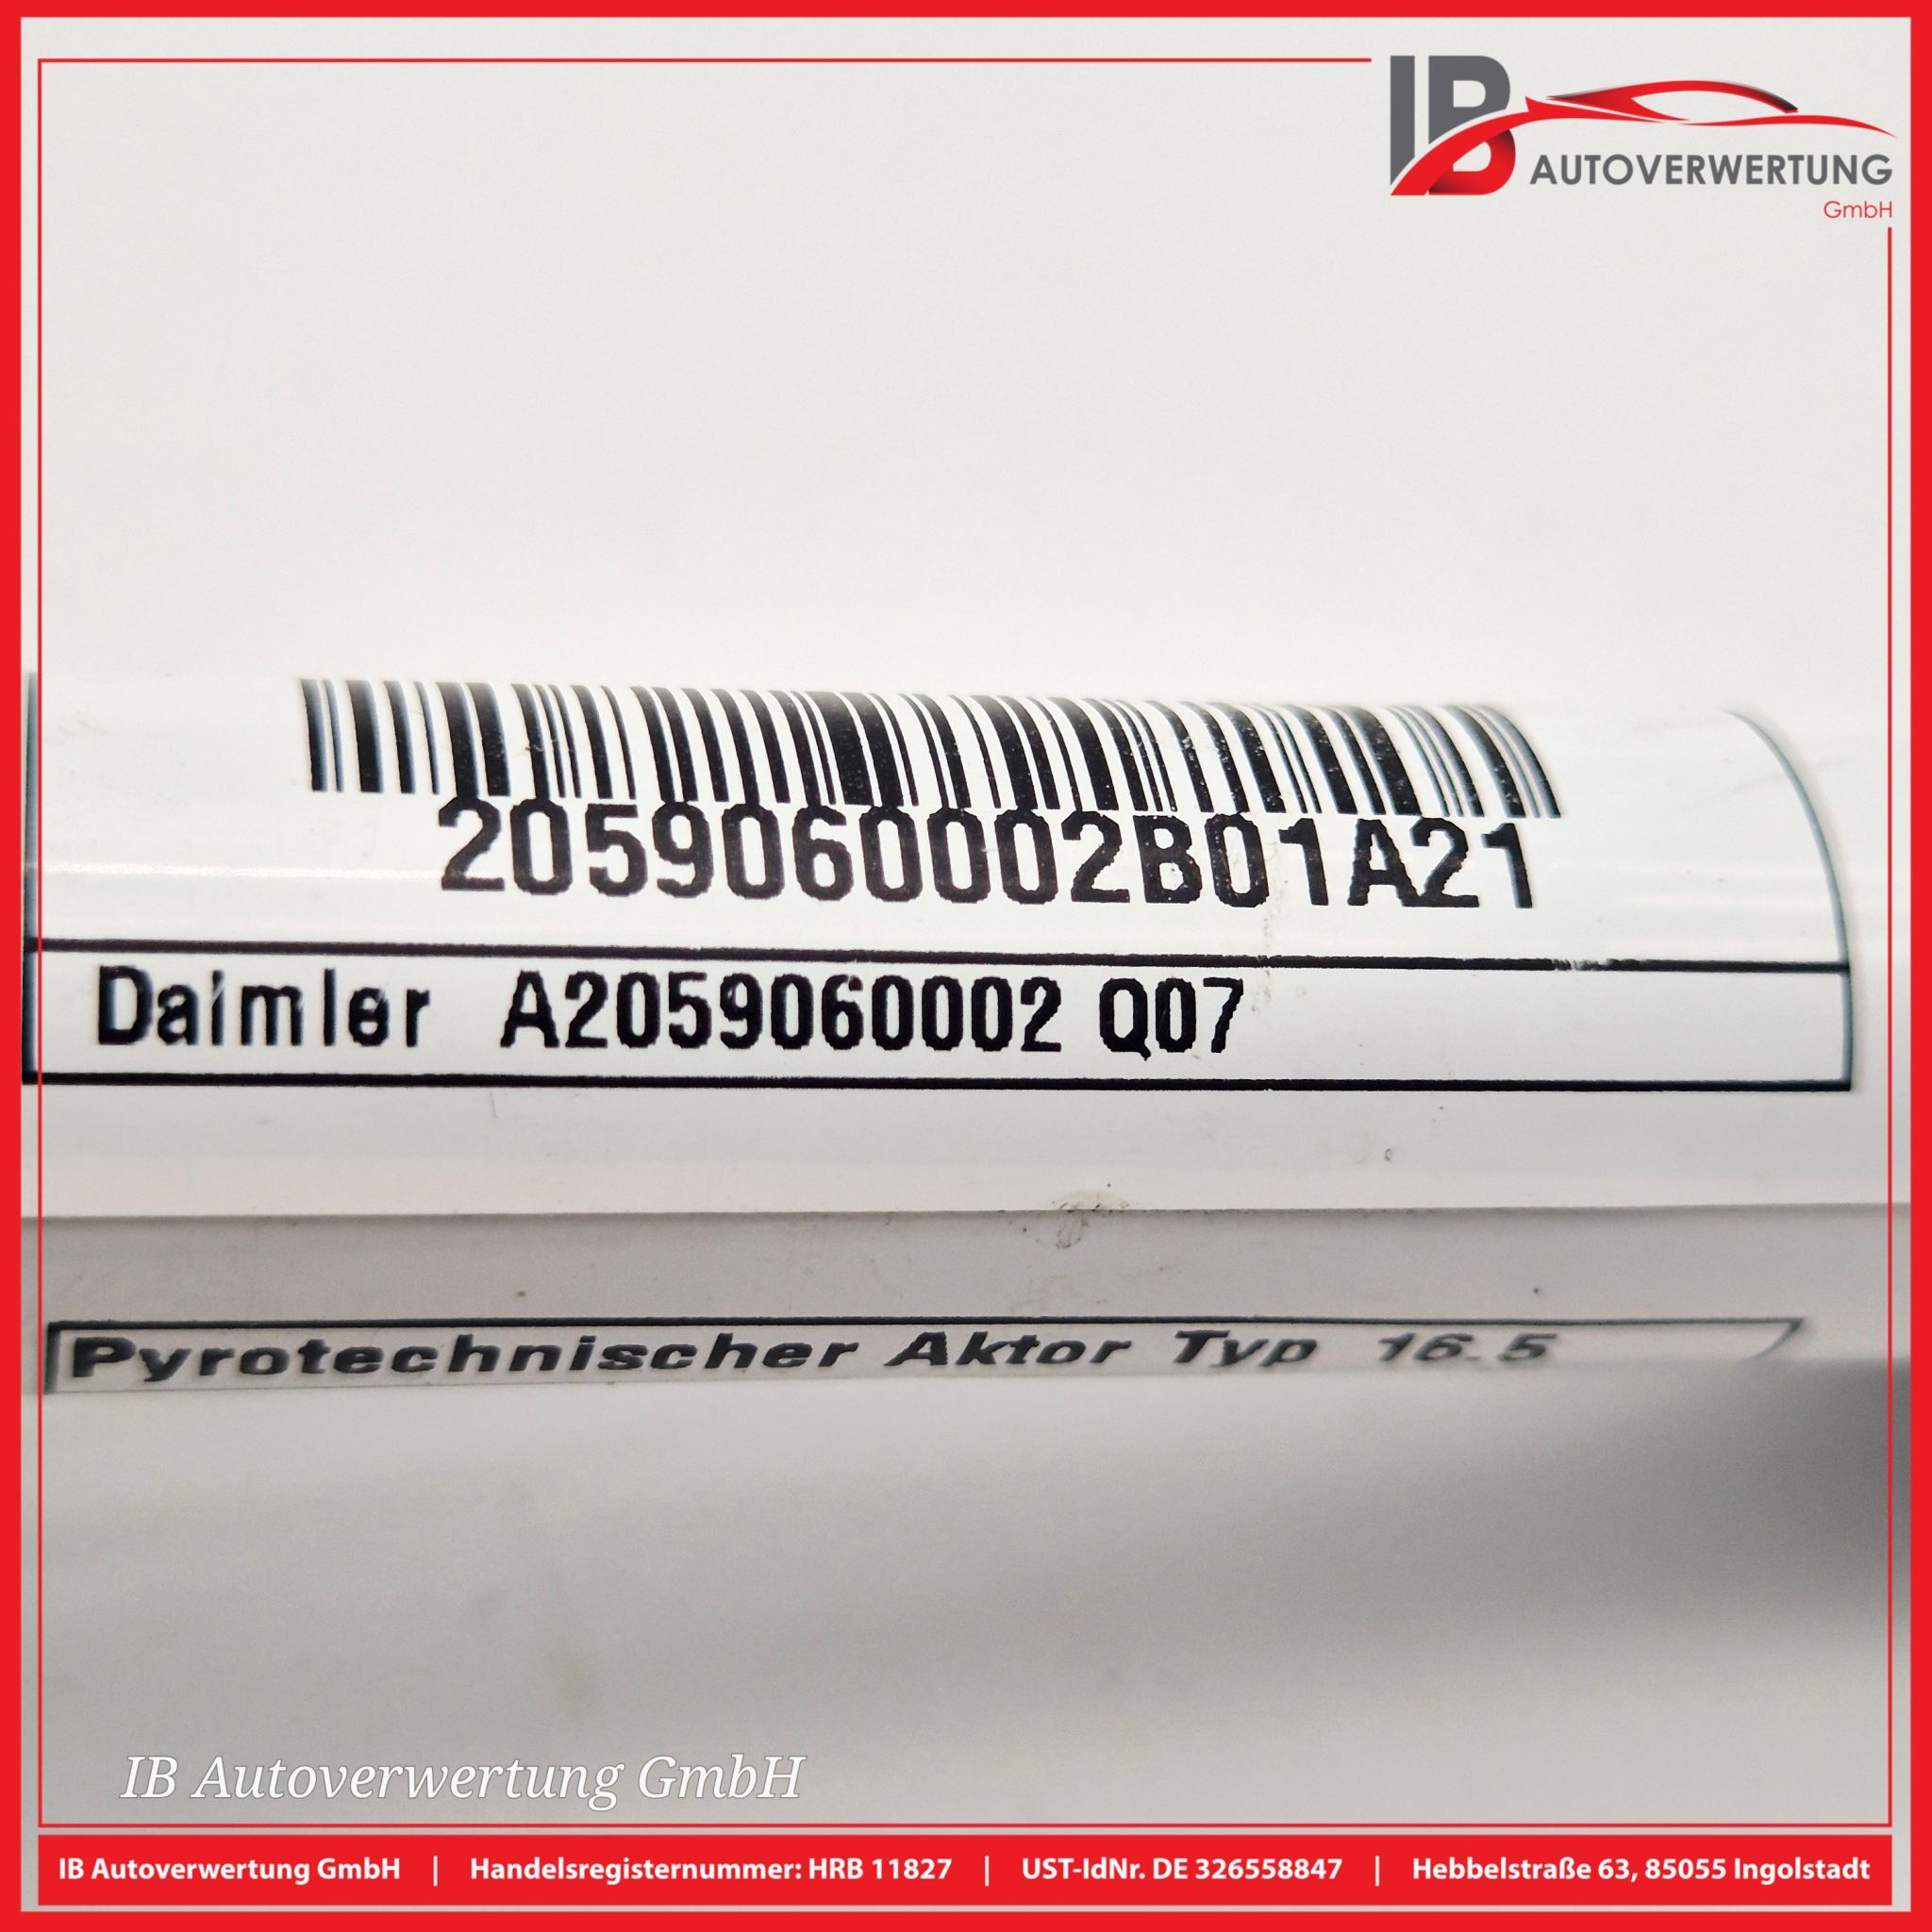 IB
AUTOVERWERTUNG
GmbH
2059060002B01A21
Daimler A2059060002 Q07
Pyrotechnischer Aktor Typ 16.5
IB Autoverwertung GmbH
IB Autoverwertung GmbH | Handelsregisternummer: HRB 11827 | UST-IdNr. DE 326558847 | Hebbelstraße 63, 85055 Ingolstadt